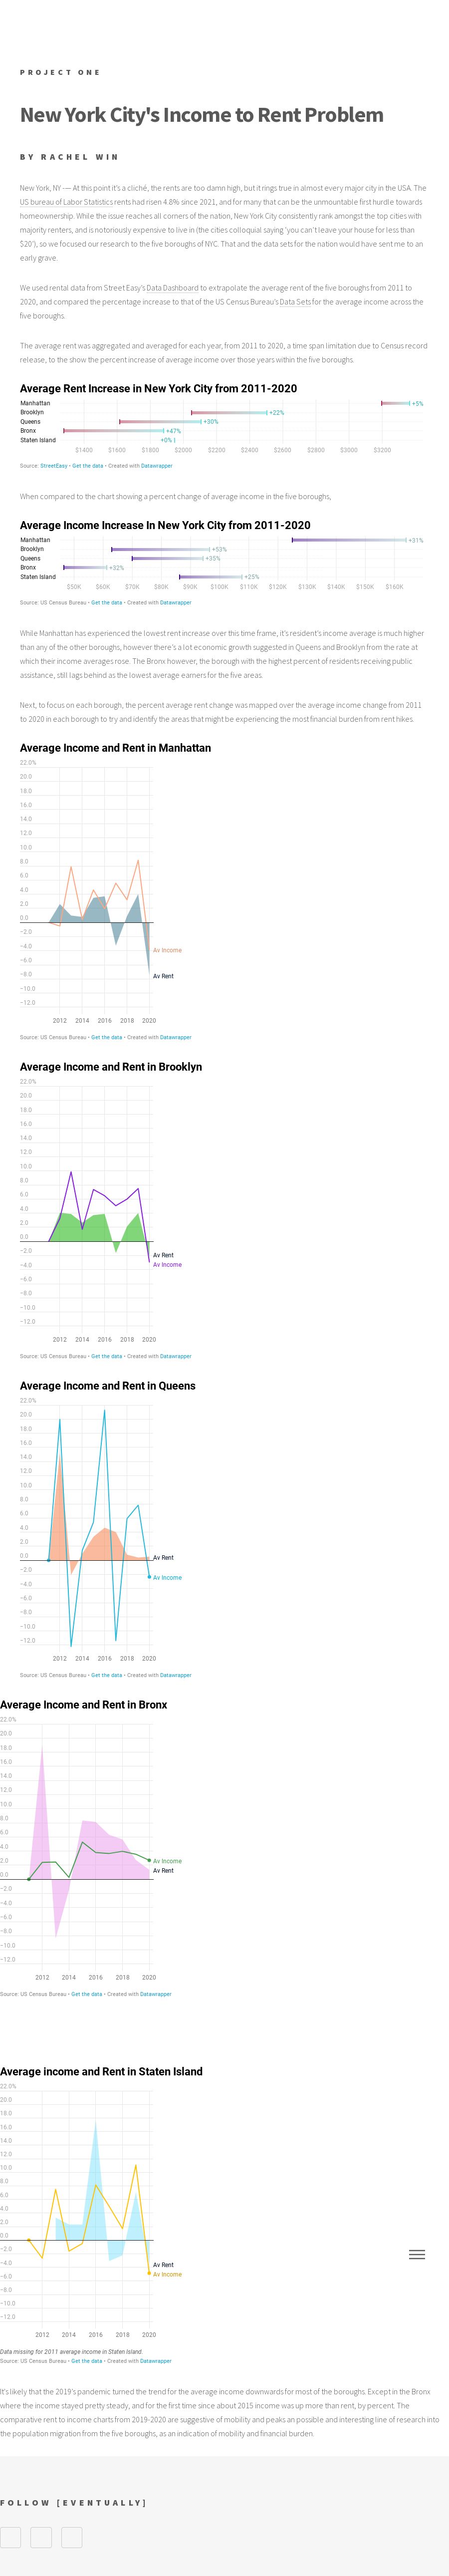 PROJECT ONE
New York City's Income to Rent Problem
BY RACHEL WIN
New York, NY -— At this point it's a cliché, the rents are too damn high, but it rings true in almost every major city in the USA. The
US bureau of Labor Statistics rents had risen 4.8% since 2021, and for many that can be the unmountable first hurdle towards
homeownership. While the issue reaches all corners of the nation, New York City consistently rank amongst the top cities with
majority renters, and is notoriously expensive to live in (the cities colloquial saying 'you can't leave your house for less than
$20'), so we focused our research to the five boroughs of NYC. That and the data sets for the nation would have sent me to an
early grave.
We used rental data from Street Easy's Data Dashboard to extrapolate the average rent of the five boroughs from 2011 to
2020, and compared the percentage increase to that of the US Census Bureau's Data Sets for the average income across the
five boroughs.
The average rent was aggregated and averaged for each year, from 2011 to 2020, a time span limitation due to Census record
release, to the show the percent increase of average income over those years within the five boroughs.
Average Rent Increase in New York City from 2011-2020
Manhattan +5%
Brooklyn +22%
Queens +30%
Bronx +47%
Staten Island +0% (
$1400 $1600 $1800 $2000 $2200 $2400 $2600 $2800 $3000 $3200
Source: StreetEasy • Get the data • Created with Datawrapper
When compared to the chart showing a percent change of average income in the five boroughs,
Average Income Increase In New York City from 2011-2020
Manhattan +31%
Brooklyn +53%
Queens +35%
Bronx +32%
Staten Island +25%
$50K $60K $70K $80K $90K $100K $110K $120K $130K $140K $150K $160K
Source: US Census Bureau • Get the data • Created with Datawrapper
While Manhattan has experienced the lowest rent increase over this time frame, it's resident's income average is much higher
than any of the other boroughs, however there's a lot economic growth suggested in Queens and Brooklyn from the rate at
which their income averages rose. The Bronx however, the borough with the highest percent of residents receiving public
assistance, still lags behind as the lowest average earners for the five areas.
Next, to focus on each borough, the percent average rent change was mapped over the average income change from 2011
to 2020 in each borough to try and identify the areas that might be experiencing the most financial burden from rent hikes.
Average Income and Rent in Manhattan
22.0%
20.0
18.0
16.0
14.0
12.0
10.0
8.0
6.0
4.0
2.0
0.0
−2.0
−4.0
Av Income
−6.0
−8.0
Av Rent
−10.0
−12.0
2012 2014 2016 2018 2020
Source: US Census Bureau • Get the data • Created with Datawrapper
Average Income and Rent in Brooklyn
22.0%
20.0
18.0
16.0
14.0
12.0
10.0
8.0
6.0
4.0
2.0
0.0
−2.0
Av Rent
−4.0
Av Income
−6.0
−8.0
−10.0
−12.0
2012 2014 2016 2018 2020
Source: US Census Bureau • Get the data • Created with Datawrapper
Average Income and Rent in Queens
22.0%
20.0
18.0
16.0
14.0
12.0
10.0
8.0
6.0
4.0
2.0
0.0
Av Rent
−2.0
Av Income
−4.0
−6.0
−8.0
−10.0
−12.0
2012 2014 2016 2018 2020
Source: US Census Bureau • Get the data • Created with Datawrapper
Average Income and Rent in Bronx
22.0%
20.0
18.0
16.0
14.0
12.0
10.0
8.0
6.0
4.0
2.0
Av Income
0.0
Av Rent
−2.0
−4.0
−6.0
−8.0
−10.0
−12.0
2012 2014 2016 2018 2020
Source: US Census Bureau • Get the data • Created with Datawrapper
Average income and Rent in Staten Island
22.0%
20.0
18.0
16.0
14.0
12.0
10.0
8.0
6.0
4.0
2.0
0.0
−2.0
−4.0
Av Rent
−6.0
Av Income
−8.0
−10.0
−12.0
2012 2014 2016 2018 2020
Data missing for 2011 average income in Staten Island.
Source: US Census Bureau • Get the data • Created with Datawrapper
It's likely that the 2019's pandemic turned the trend for the average income downwards for most of the boroughs. Except in the Bronx
where the income stayed pretty steady, and for the first time since about 2015 income was up more than rent, by percent. The
comparative rent to income charts from 2019-2020 are suggestive of mobility and peaks an possible and interesting line of research into
the population migration from the five boroughs, as an indication of mobility and financial burden.
FOLLOW [EVENTUALLY]